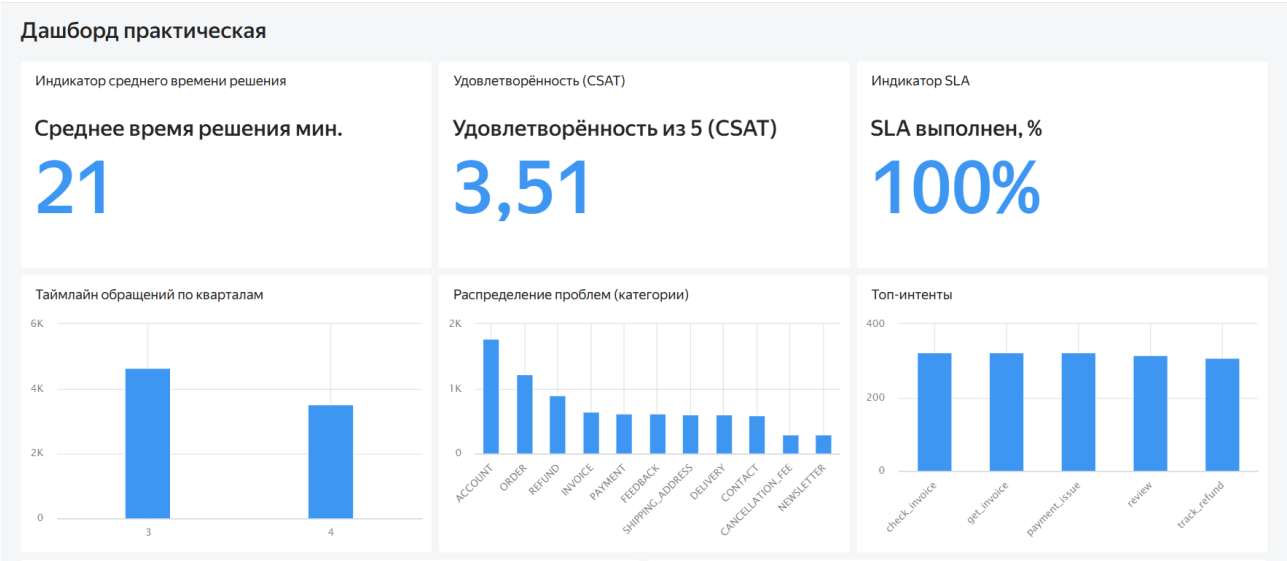 Дашборд практическая
Индикатор среднего времени решения
Среднее время решения мин.
21
Удовлетворённость (CSAT)
Удовлетворённость из 5 (CSAT)
3,51
Индикатор SLA
SLA выполнен, %
100%
Таймлайн обращений по кварталам
6K
4K
2K
0
3
4
Распределение проблем (категории)
2K
1K
0
ACCOUNT
ORDER
REFUND
INVOICE
PAYMENT
FEEDBACK
SHIPPING_ADDRESS
DELIVERY
CONTACT
CANCELLATION_FEE
NEWSLETTER
Топ-интенты
400
200
0
check_invoice
get_invoice
payment_issue
review
track_refund